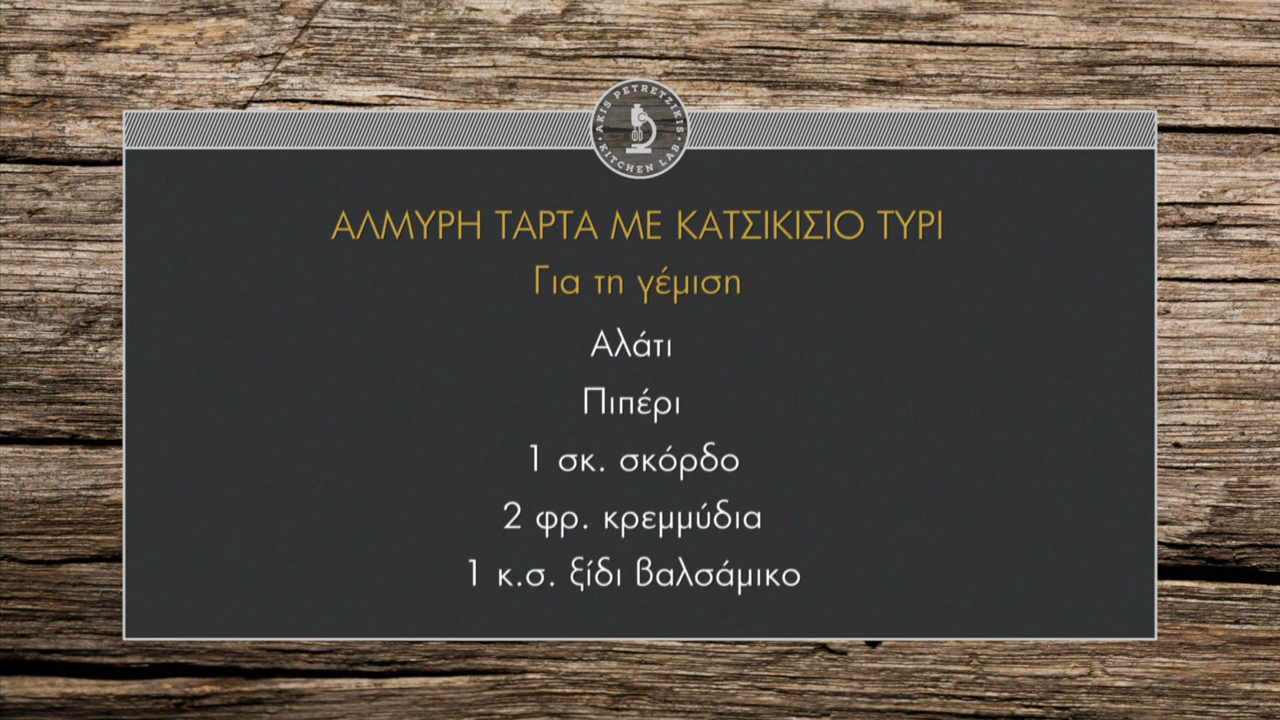 AKIS PETRETZIKIS
KITCHEN LAB
ΑΛΜΥΡΗ ΤΑΡΤΑ ΜΕ ΚΑΤΣΙΚΙΣΙΟ ΤΥΡΙ
Για τη γέμιση
Αλάτι
Πιπέρι
1 σκ. σκόρδο
2 φρ. κρεμμύδια
1 κ.σ. ξίδι βαλσάμικο